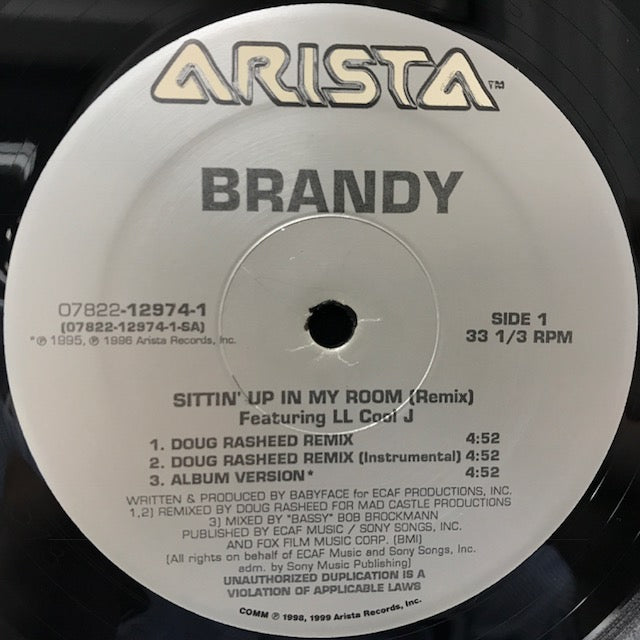 ARISTA™
BRANDY
07822-12974-1
(07822-12974-1-SA)
*℗ 1995, ℗ 1996 Arista Records, Inc.
SIDE 1
33 1/3 RPM
SITTIN' UP IN MY ROOM (Remix)
Featuring LL Cool J
1. DOUG RASHEED REMIX 4:52
2. DOUG RASHEED REMIX (Instrumental) 4:52
3. ALBUM VERSION* 4:52
WRITTEN & PRODUCED BY BABYFACE for ECAF PRODUCTIONS, INC.
1,2) REMIXED BY DOUG RASHEED FOR MAD CASTLE PRODUCTIONS
3) MIXED BY "BASSY" BOB BROCKMANN
PUBLISHED BY ECAF MUSIC / SONY SONGS, INC.
AND FOX FILM MUSIC CORP. (BMI)
(All rights on behalf of ECAF Music and Sony Songs, Inc.
adm. by Sony Music Publishing)
UNAUTHORIZED DUPLICATION IS A
VIOLATION OF APPLICABLE LAWS
COMM ℗ 1998, 1999 Arista Records, Inc.